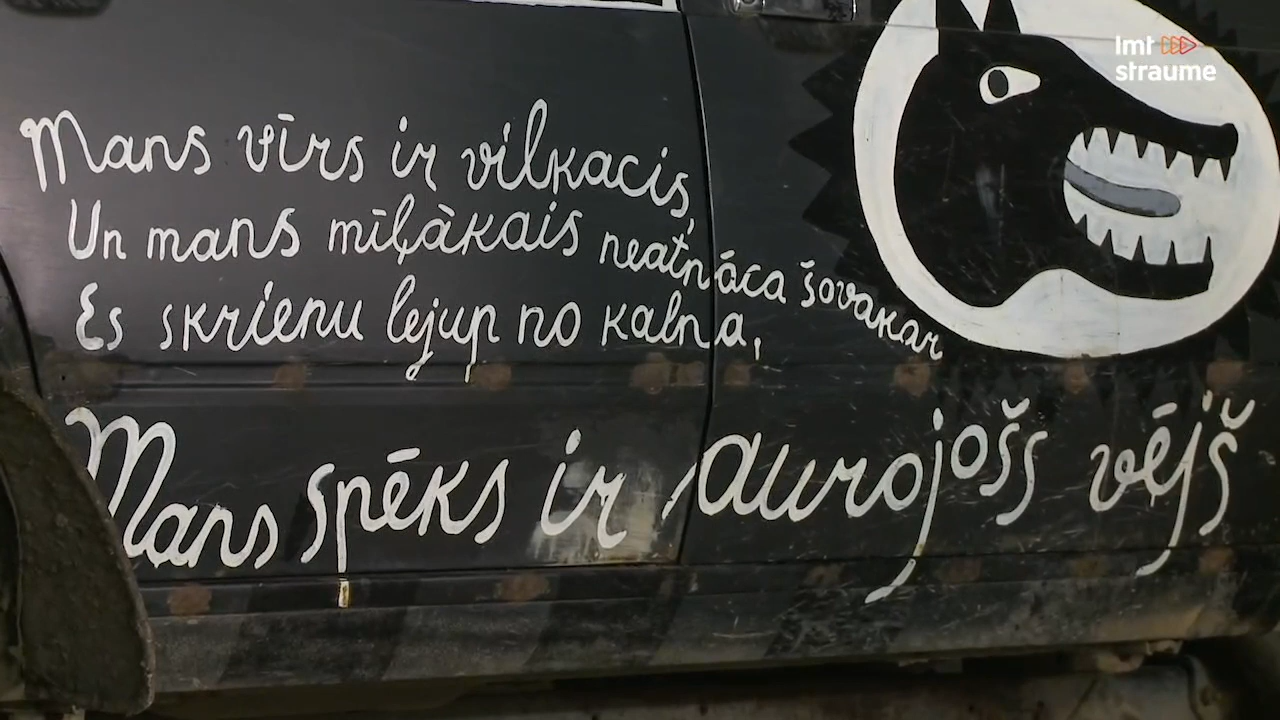 lmt
straume
Mans vīrs ir vilkacis,
Un mans mīļàkais neatnāca šovakar
Es skrienu lejup no kalna,
Mans spēks ir aurojošs vējš